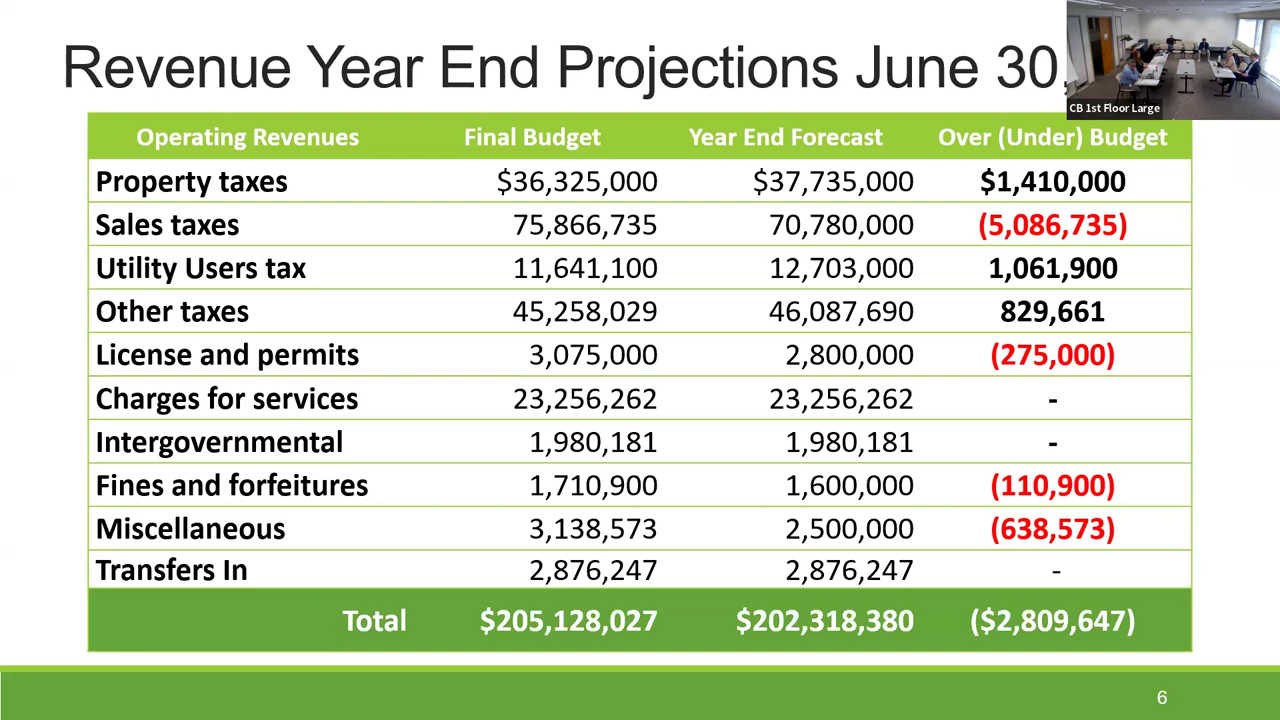 Revenue Year End Projections June 30
CB 1st Floor Large
Operating Revenues Final Budget Year End Forecast Over (Under) Budget
Property taxes $36,325,000 $37,735,000 $1,410,000
Sales taxes 75,866,735 70,780,000 (5,086,735)
Utility Users tax 11,641,100 12,703,000 1,061,900
Other taxes 45,258,029 46,087,690 829,661
License and permits 3,075,000 2,800,000 (275,000)
Charges for services 23,256,262 23,256,262 -
Intergovernmental 1,980,181 1,980,181 -
Fines and forfeitures 1,710,900 1,600,000 (110,900)
Miscellaneous 3,138,573 2,500,000 (638,573)
Transfers In 2,876,247 2,876,247 -
Total $205,128,027 $202,318,380 ($2,809,647)
6